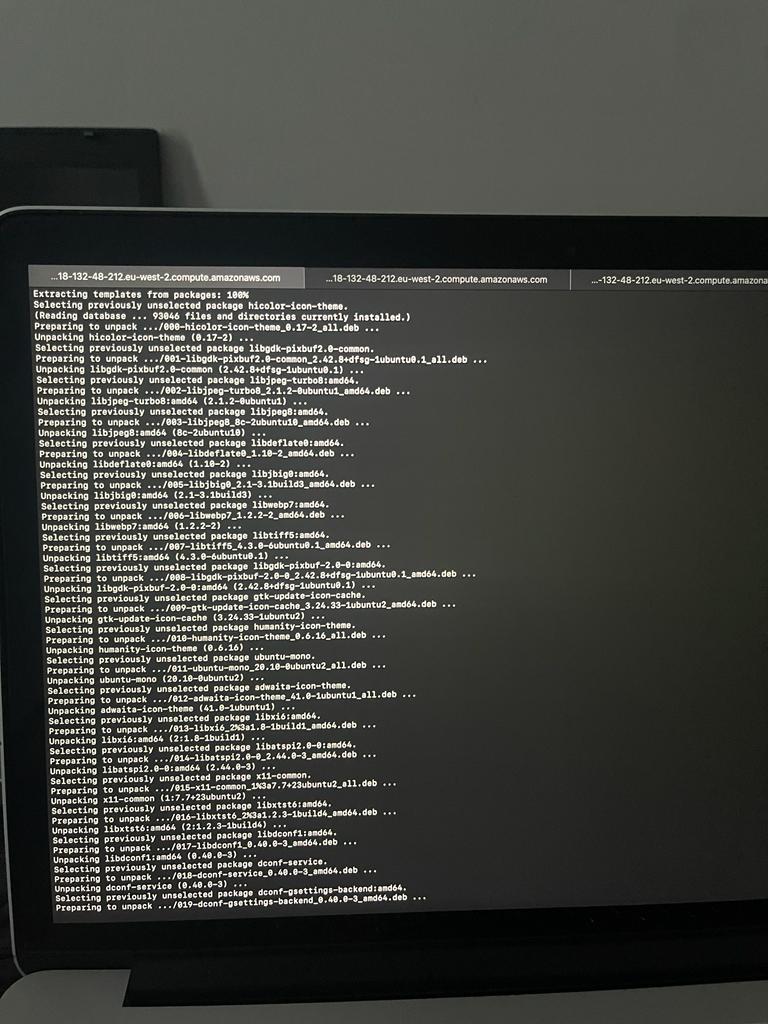 ...18-132-48-212.eu-west-2.compute.amazonaws.com
...18-132-48-212.eu-west-2.compute.amazonaws.com
...-132-48-212.eu-west-2.compute.amazona
Extracting templates from packages: 100%
Selecting previously unselected package hicolor-icon-theme.
(Reading database ... 93046 files and directories currently installed.)
Preparing to unpack .../000-hicolor-icon-theme_0.17-2_all.deb ...
Unpacking hicolor-icon-theme (0.17-2) ...
Selecting previously unselected package libgdk-pixbuf2.0-common.
Preparing to unpack .../001-libgdk-pixbuf2.0-common_2.42.8+dfsg-1ubuntu0.1_all.deb ...
Unpacking libgdk-pixbuf2.0-common (2.42.8+dfsg-1ubuntu0.1) ...
Selecting previously unselected package libjpeg-turbo8:amd64.
Preparing to unpack .../002-libjpeg-turbo8_2.1.2-0ubuntu1_amd64.deb ...
Unpacking libjpeg-turbo8:amd64 (2.1.2-0ubuntu1) ...
Selecting previously unselected package libjpeg8:amd64.
Preparing to unpack .../003-libjpeg8_8c-2ubuntu10_amd64.deb ...
Unpacking libjpeg8:amd64 (8c-2ubuntu10) ...
Selecting previously unselected package libdeflate0:amd64.
Preparing to unpack .../004-libdeflate0_1.10-2_amd64.deb ...
Unpacking libdeflate0:amd64 (1.10-2) ...
Selecting previously unselected package libjbig0:amd64.
Preparing to unpack .../005-libjbig0_2.1-3.1build3_amd64.deb ...
Unpacking libjbig0:amd64 (2.1-3.1build3) ...
Selecting previously unselected package libwebp7:amd64.
Preparing to unpack .../006-libwebp7_1.2.2-2_amd64.deb ...
Unpacking libwebp7:amd64 (1.2.2-2) ...
Selecting previously unselected package libtiff5:amd64.
Preparing to unpack .../007-libtiff5_4.3.0-6ubuntu0.1_amd64.deb ...
Unpacking libtiff5:amd64 (4.3.0-6ubuntu0.1) ...
Selecting previously unselected package libgdk-pixbuf-2.0-0:amd64.
Preparing to unpack .../008-libgdk-pixbuf-2.0-0_2.42.8+dfsg-1ubuntu0.1_amd64.deb ...
Unpacking libgdk-pixbuf-2.0-0:amd64 (2.42.8+dfsg-1ubuntu0.1) ...
Selecting previously unselected package gtk-update-icon-cache.
Preparing to unpack .../009-gtk-update-icon-cache_3.24.33-1ubuntu2_amd64.deb ...
Unpacking gtk-update-icon-cache (3.24.33-1ubuntu2) ...
Selecting previously unselected package humanity-icon-theme.
Preparing to unpack .../010-humanity-icon-theme_0.6.16_all.deb ...
Unpacking humanity-icon-theme (0.6.16) ...
Selecting previously unselected package ubuntu-mono.
Preparing to unpack .../011-ubuntu-mono_20.10-0ubuntu2_all.deb ...
Unpacking ubuntu-mono (20.10-0ubuntu2) ...
Selecting previously unselected package adwaita-icon-theme.
Preparing to unpack .../012-adwaita-icon-theme_41.0-1ubuntu1_all.deb ...
Unpacking adwaita-icon-theme (41.0-1ubuntu1) ...
Selecting previously unselected package libxi6:amd64.
Preparing to unpack .../013-libxi6_2%3a1.8-1build1_amd64.deb ...
Unpacking libxi6:amd64 (2:1.8-1build1) ...
Selecting previously unselected package libatspi2.0-0:amd64.
Preparing to unpack .../014-libatspi2.0-0_2.44.0-3_amd64.deb ...
Unpacking libatspi2.0-0:amd64 (2.44.0-3) ...
Selecting previously unselected package x11-common.
Preparing to unpack .../015-x11-common_1%3a7.7+23ubuntu2_all.deb ...
Unpacking x11-common (1:7.7+23ubuntu2) ...
Selecting previously unselected package libxtst6:amd64.
Preparing to unpack .../016-libxtst6_2%3a1.2.3-1build4_amd64.deb ...
Unpacking libxtst6:amd64 (2:1.2.3-1build4) ...
Selecting previously unselected package libdconf1:amd64.
Preparing to unpack .../017-libdconf1_0.40.0-3_amd64.deb ...
Unpacking libdconf1:amd64 (0.40.0-3) ...
Selecting previously unselected package dconf-service.
Preparing to unpack .../018-dconf-service_0.40.0-3_amd64.deb ...
Unpacking dconf-service (0.40.0-3) ...
Selecting previously unselected package dconf-gsettings-backend:amd64.
Preparing to unpack .../019-dconf-gsettings-backend_0.40.0-3_amd64.deb ...